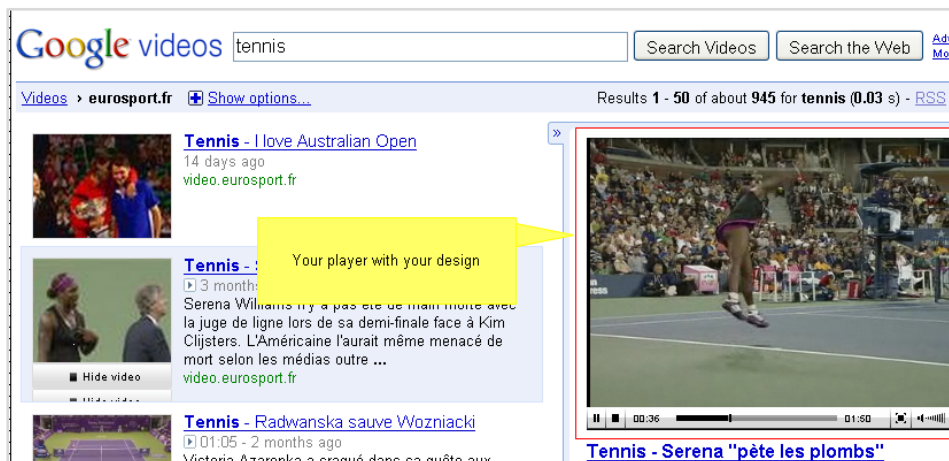 Google videos tennis Search Videos Search the Web
Videos › eurosport.fr Show options... Results 1 - 50 of about 945 for tennis (0.03 s) - RSS
Tennis - I love Australian Open
14 days ago
video.eurosport.fr
Your player with your design
Tennis -
3 months
Serena Williams n'y a pas été de main morte avec
la juge de ligne lors de sa demi-finale face à Kim
Clijsters. L'Américaine l'aurait même menacé de
mort selon les médias outre ...
video.eurosport.fr
Hide video
Tennis - Radwanska sauve Wozniacki
01:05 - 2 months ago
00:36 01:50
Tennis - Serena "pète les plombs"